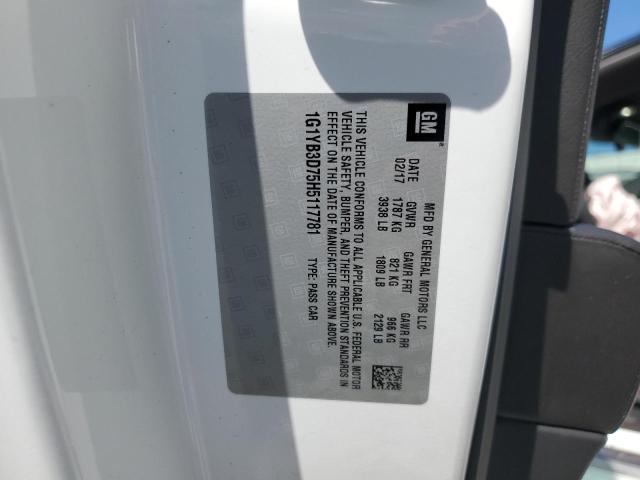 GM
MFD BY GENERAL MOTORS LLC
DATE GVWR GAWR FRT GAWR RR
02/17 1787 KG 821 KG 966 KG
3938 LB 1809 LB 2129 LB
THIS VEHICLE CONFORMS TO ALL APPLICABLE U.S. FEDERAL MOTOR
VEHICLE SAFETY, BUMPER, AND THEFT PREVENTION STANDARDS IN
EFFECT ON THE DATE OF MANUFACTURE SHOWN ABOVE.
1G1YB3D75H5117781 TYPE: PASS CAR